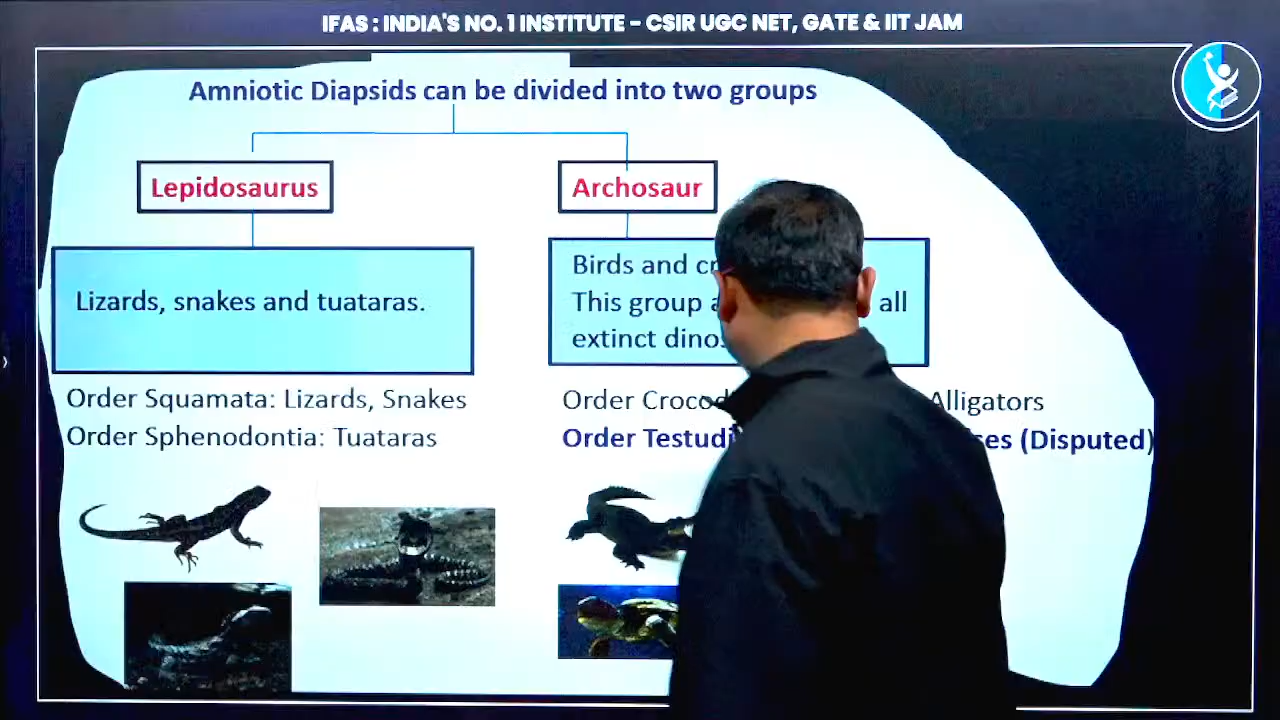 IFAS : INDIA'S NO. 1 INSTITUTE – CSIR UGC NET, GATE & IIT JAM
Amniotic Diapsids can be divided into two groups
Lepidosaurus
Archosaur
Lizards, snakes and tuataras.
Birds and
This group all
extinct
Order Squamata: Lizards, Snakes
Order Sphenodontia: Tuataras
Order Alligators
Order (Disputed)